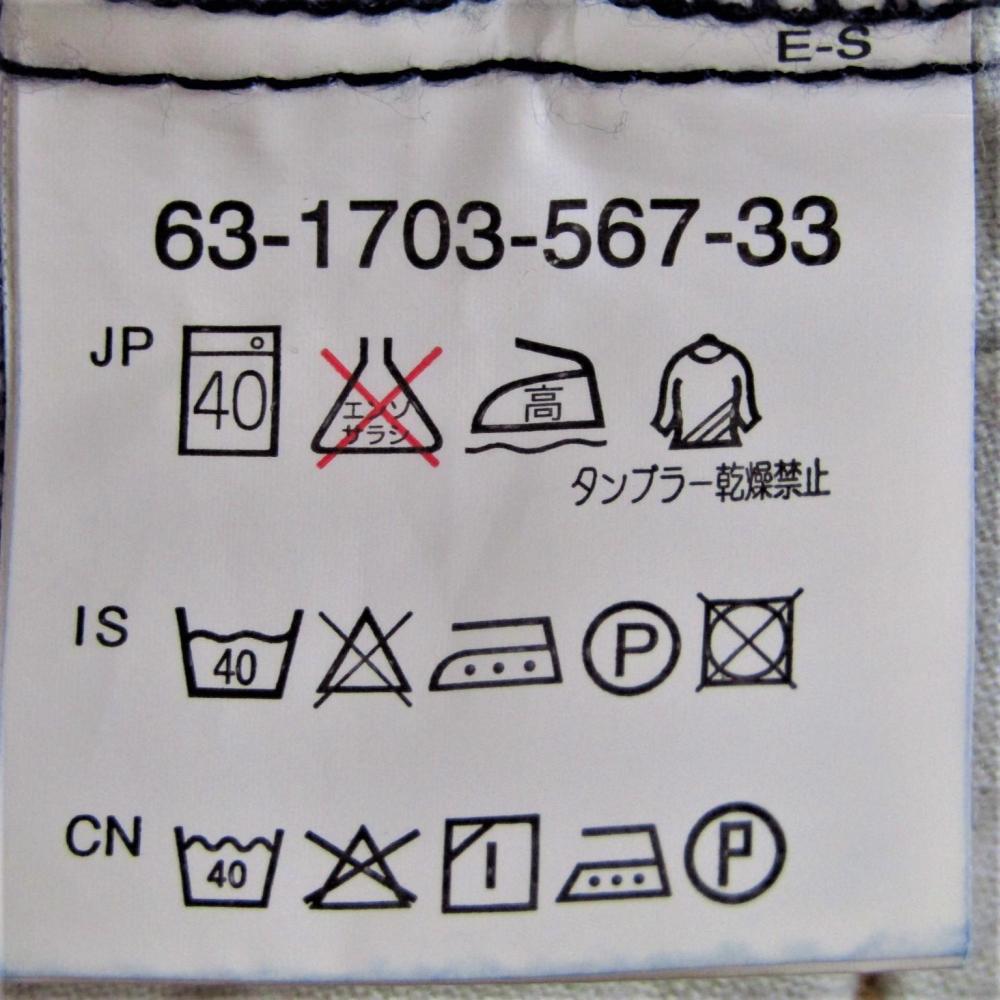 E-S
63-1703-567-33
JP 40 エンソ サラシ 高
タンブラー乾燥禁止
IS 40 P
CN 40 P